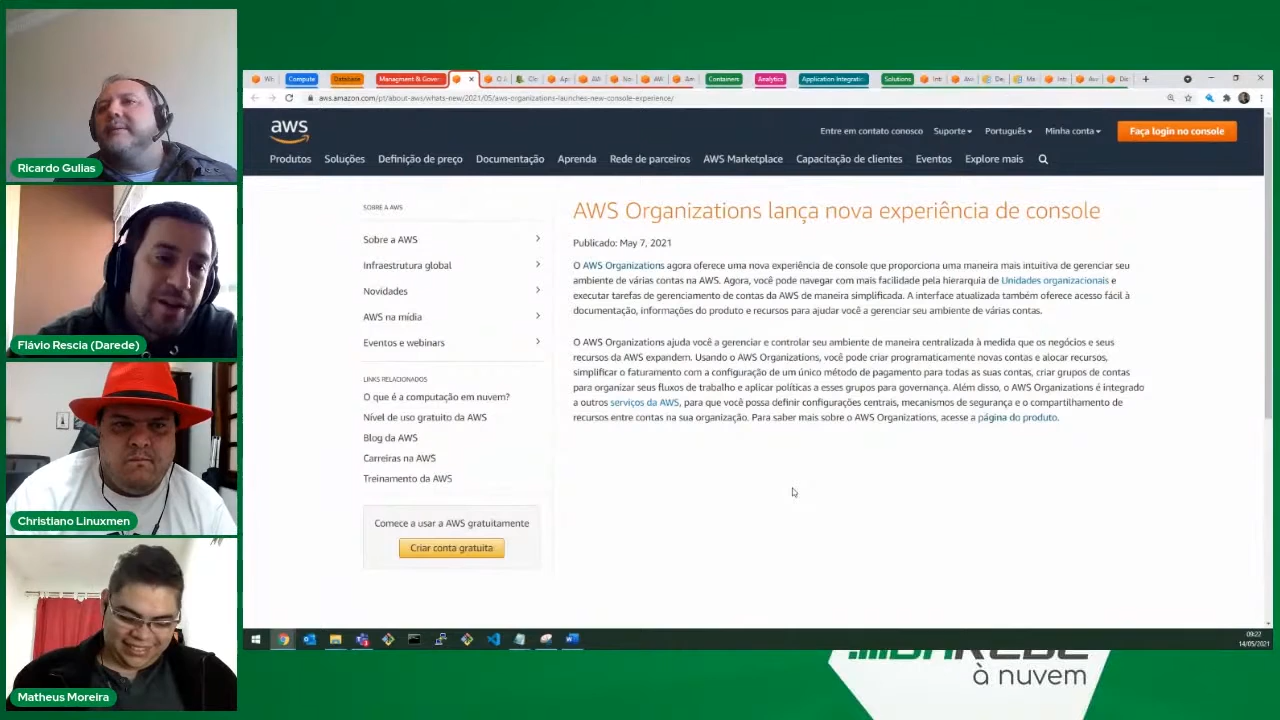 Ricardo Gulias
Flávio Rescia (Darede)
Christiano Linuxmen
Matheus Moreira
Compute
Database
Managment & Gover
Containers
Analytics
Application Integrati
Solutions
aws.amazon.com/pt/about-aws/whats-new/2021/05/aws-organizations-launches-new-console-experience/
aws
Entre em contato conosco Suporte Português Minha conta Faça login no console
Produtos Soluções Definição de preço Documentação Aprenda Rede de parceiros AWS Marketplace Capacitação de clientes Eventos Explore mais
SOBRE A AWS
Sobre a AWS
Infraestrutura global
Novidades
AWS na mídia
Eventos e webinars
LINKS RELACIONADOS
O que é a computação em nuvem?
Nível de uso gratuito da AWS
Blog da AWS
Carreiras na AWS
Treinamento da AWS
Comece a usar a AWS gratuitamente
Criar conta gratuita
AWS Organizations lança nova experiência de console
Publicado: May 7, 2021
O AWS Organizations agora oferece uma nova experiência de console que proporciona uma maneira mais intuitiva de gerenciar seu
ambiente de várias contas na AWS. Agora, você pode navegar com mais facilidade pela hierarquia de Unidades organizacionais e
executar tarefas de gerenciamento de contas da AWS de maneira simplificada. A interface atualizada também oferece acesso fácil à
documentação, informações do produto e recursos para ajudar você a gerenciar seu ambiente de várias contas.
O AWS Organizations ajuda você a gerenciar e controlar seu ambiente de maneira centralizada à medida que os negócios e seus
recursos da AWS expandem. Usando o AWS Organizations, você pode criar programaticamente novas contas e alocar recursos,
simplificar o faturamento com a configuração de um único método de pagamento para todas as suas contas, criar grupos de contas
para organizar seus fluxos de trabalho e aplicar políticas a esses grupos para governança. Além disso, o AWS Organizations é integrado
a outros serviços da AWS, para que você possa definir configurações centrais, mecanismos de segurança e o compartilhamento de
recursos entre contas na sua organização. Para saber mais sobre o AWS Organizations, acesse a página do produto.
09:22
14/05/2021
à nuvem